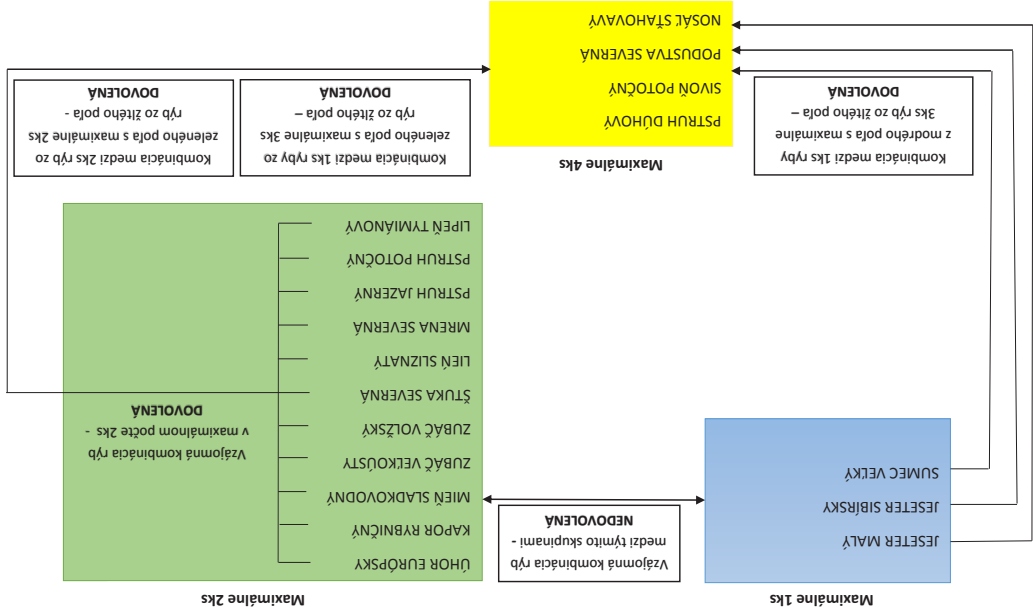 Maximálne 1ks
JESETER MALÝ
JESETER SIBÍRSKY
SUMEC VEĽKÝ
Vzájomná kombinácia rýb
medzi týmito skupinami -
NEDOVOLENÁ
Maximálne 2ks
ÚHOR EURÓPSKY
KAPOR RYBNIČNÝ
MIEŇ SLADKOVODNÝ
ZUBÁČ VEĽKOÚSTY
ZUBÁČ VOLŽSKÝ
ŠTUKA SEVERNÁ
LIEŇ SLIZNATÝ
MRENA SEVERNÁ
PSTRUH JAZERNÝ
PSTRUH POTOČNÝ
LIPEŇ TYMIÁNOVÝ
Vzájomná kombinácia rýb
v maximálnom počte 2ks -
DOVOLENÁ
Kombinácia medzi 1ks ryby
z modrého poľa s maximálne
3ks rýb zo žltého poľa –
DOVOLENÁ
Maximálne 4ks
PSTRUH DÚHOVÝ
SIVOŇ POTOČNÝ
PODUSTVA SEVERNÁ
NOSÁĽ SŤAHOVAVÝ
Kombinácia medzi 1ks ryby zo
zeleného poľa s maximálne 3ks
rýb zo žltého poľa –
DOVOLENÁ
Kombinácia medzi 2ks rýb zo
zeleného poľa s maximálne 2ks
rýb zo žltého poľa -
DOVOLENÁ